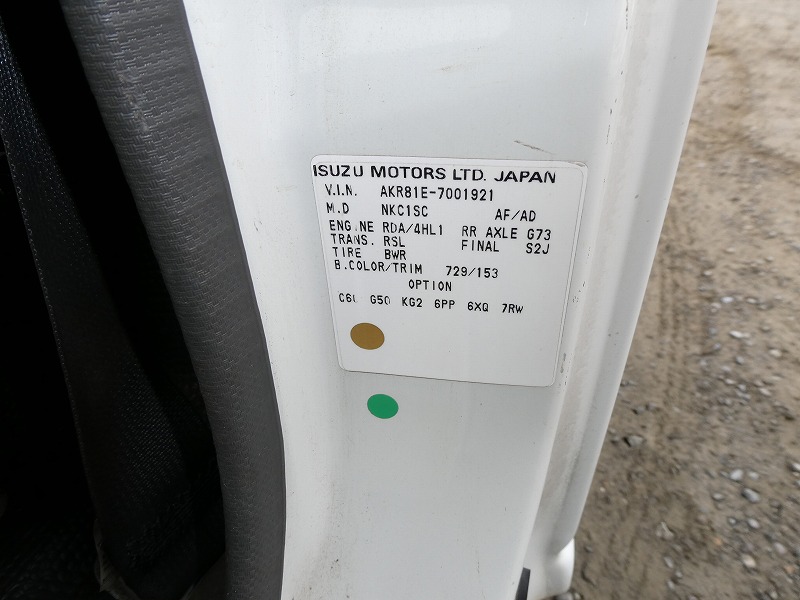 ISUZU MOTORS LTD. JAPAN
V.I.N. AKR81E-7001921
M.D NKC1SC AF/AD
ENG.NE RDA/4HL1 RR AXLE G73
TRANS. RSL FINAL S2J
TIRE BWR
B.COLOR/TRIM 729/153
OPTION
KG2 6PP 6XQ 7RW